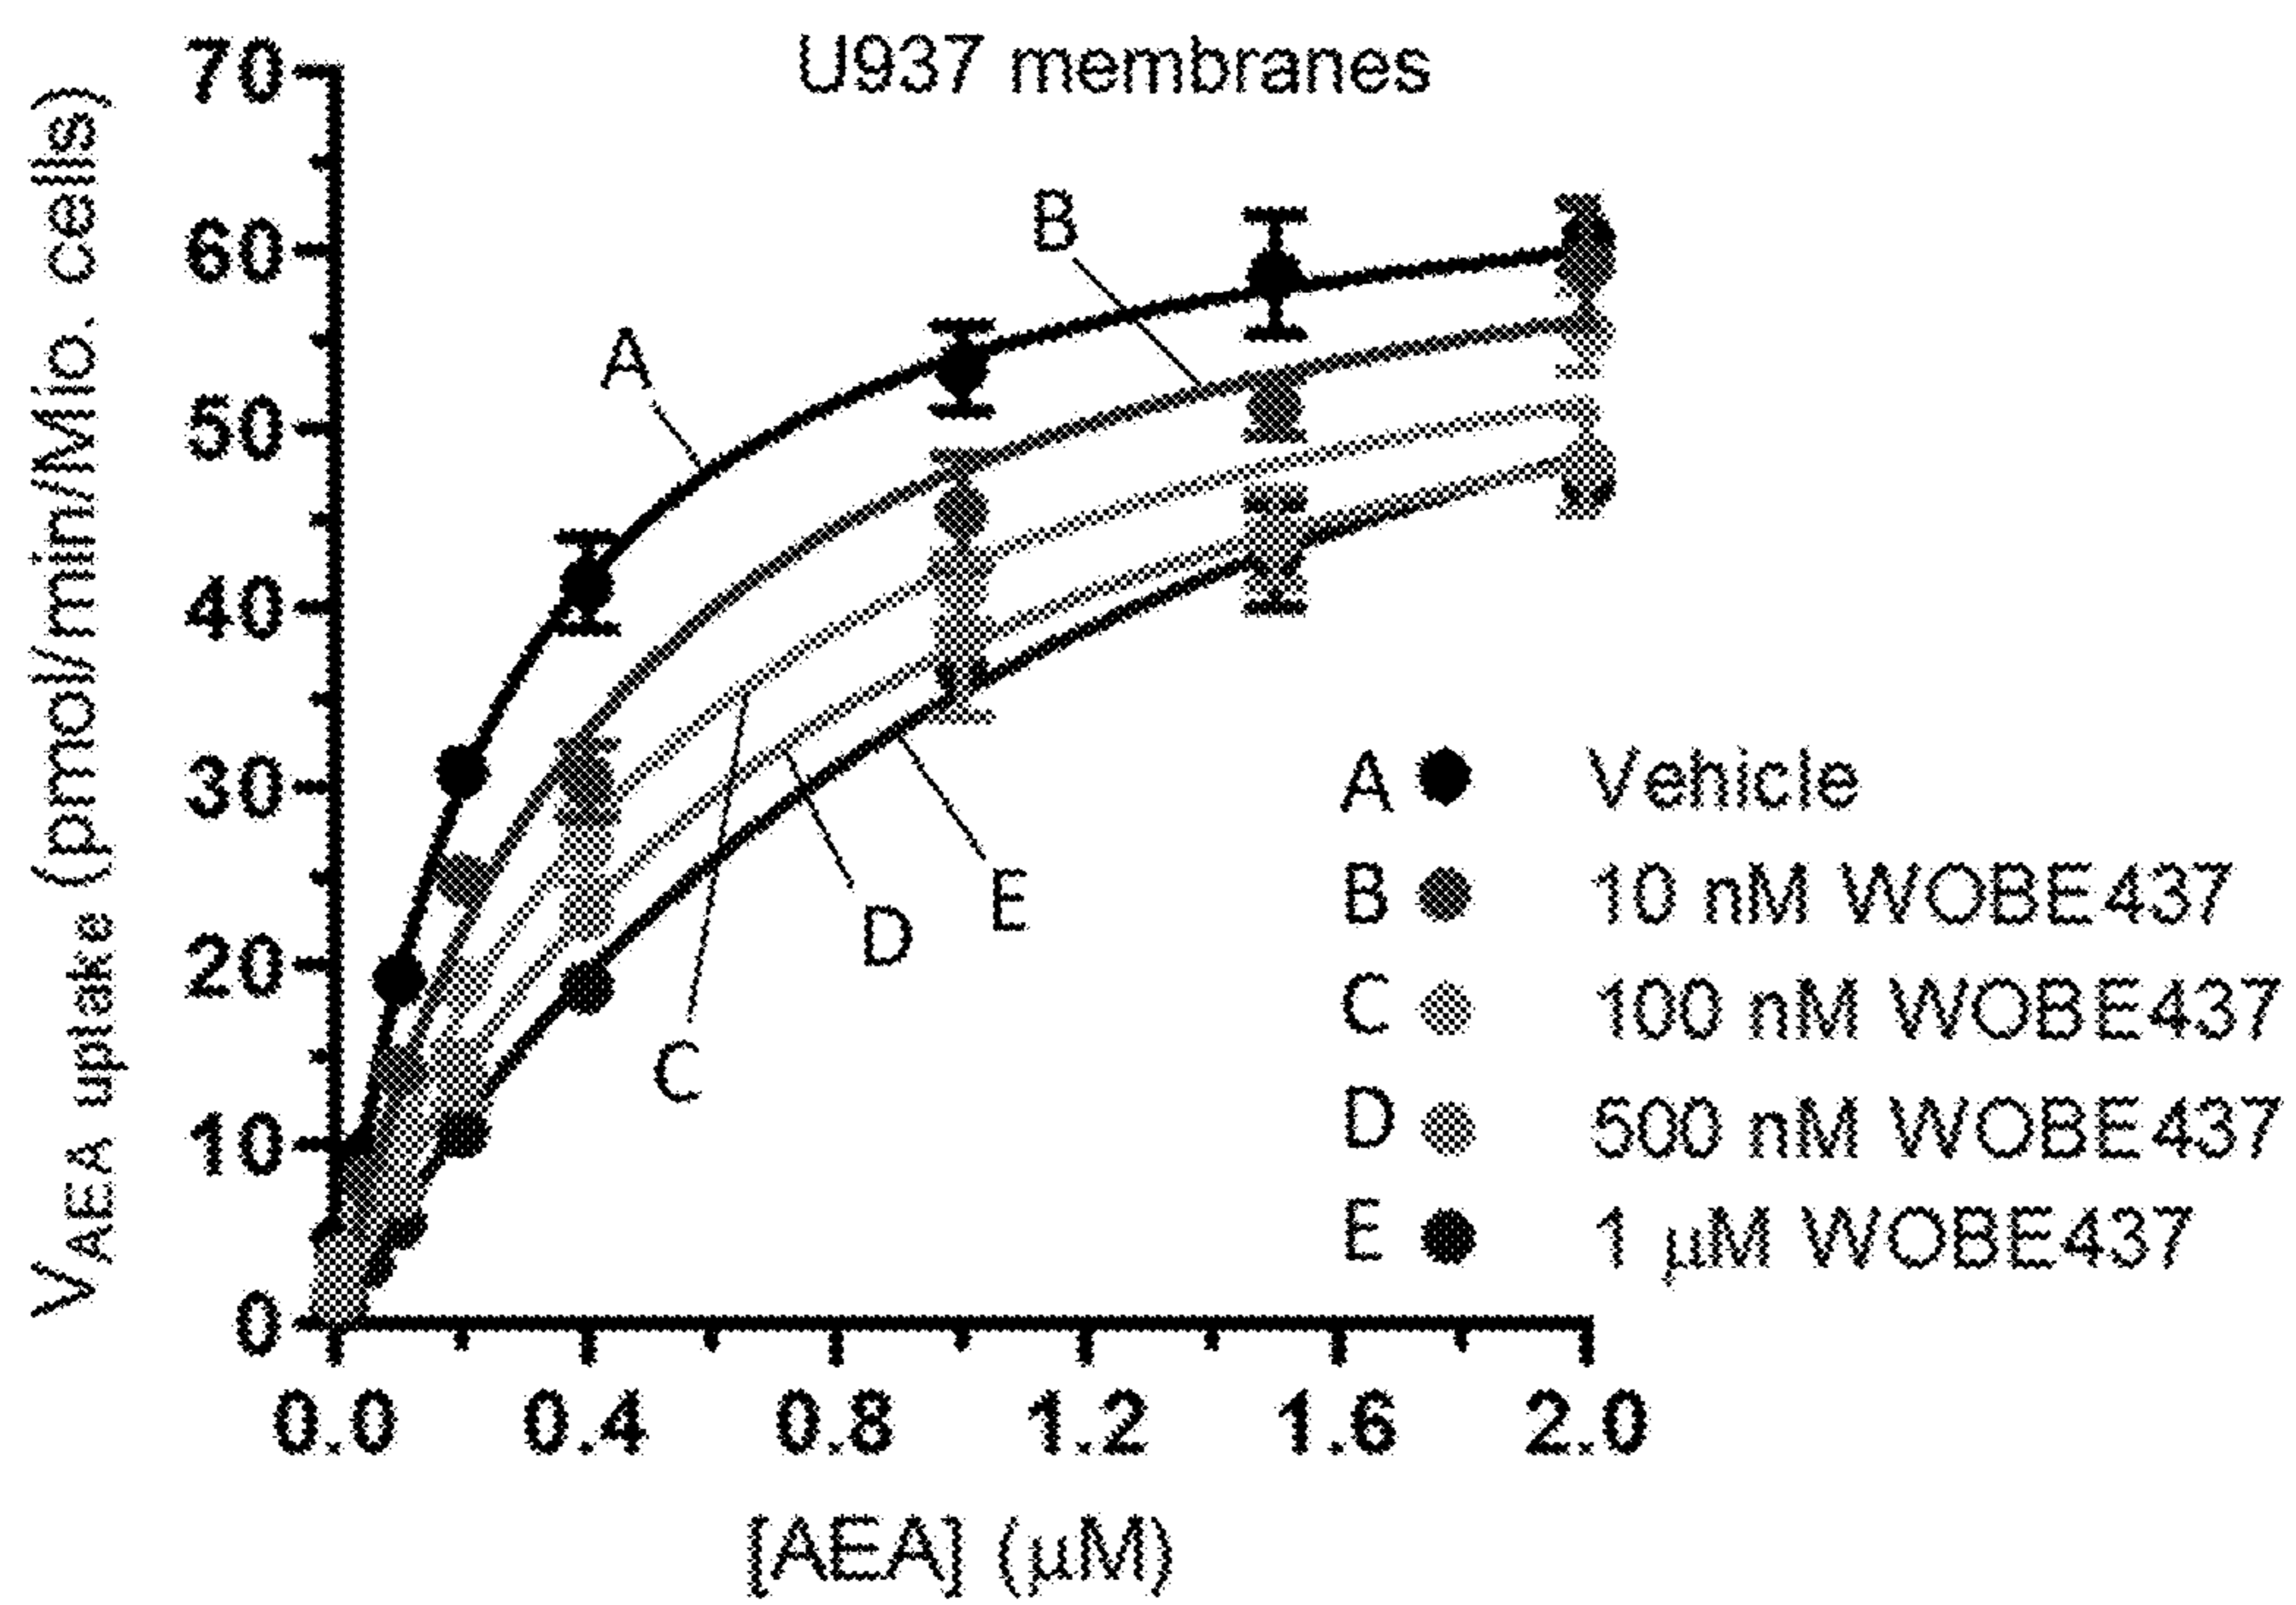 U937 membranes
V_AEA uptake (pmol/min/Mio. cells)
70
60
50
40
30
20
10
0
A
B
C
D
E
A Vehicle
B 10 nM WOBE437
C 100 nM WOBE437
D 500 nM WOBE437
E 1 μM WOBE437
0.0 0.4 0.8 1.2 1.6 2.0
[AEA] (μM)